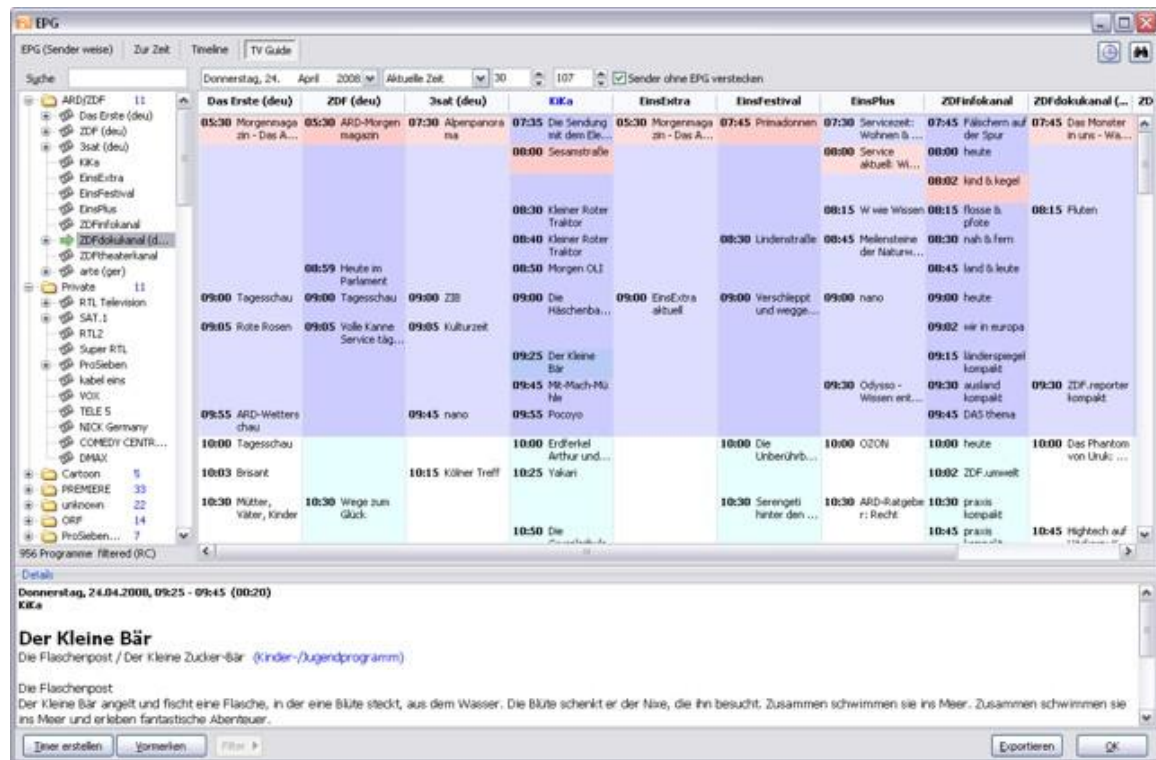 EPG
EPG (Sender weise) Zur Zeit Timeline TV Guide
Suche Donnerstag, 24. April 2008 Aktuelle Zeit 30 107 Sender ohne EPG verstecken
ARD/ZDF 11
Das Erste (deu)
ZDF (deu)
3sat (deu)
KiKa
EinsExtra
EinsFestival
EinsPlus
ZDFinfokanal
ZDFdokukanal (d...
ZDFtheaterkanal
arte (ger)
Private 11
RTL Television
SAT.1
RTL2
Super RTL
ProSieben
kabel eins
VOX
TELE 5
NICK Germany
COMEDY CENTR...
DMAX
Cartoon 5
PREMIERE 33
unknown 22
ORF 14
ProSieben... 7
956 Programme filtered (RC)
Das Erste (deu) ZDF (deu) 3sat (deu) KiKa EinsExtra EinsFestival EinsPlus ZDFinfokanal ZDFdokukanal (... ZD
05:30 Morgenmaga
zin - Das A...
09:00 Tagesschau
09:05 Rote Rosen
09:55 ARD-Wetters
chau
10:00 Tagesschau
10:03 Brisant
10:30 Mütter,
Väter, Kinder
05:30 ARD-Morgen
magazin
08:59 Heute im
Parlament
09:00 Tagesschau
09:05 Volle Kanne
Service täg...
10:30 Wege zum
Glück
07:30 Alpenpanora
ma
09:00 ZIB
09:05 Kulturzeit
09:45 nano
10:15 Kölner Treff
07:35 Die Sendung
mit dem Ele...
08:00 Sesamstraße
08:30 Kleiner Roter
Traktor
08:40 Kleiner Roter
Traktor
08:50 Morgen OLI
09:00 Die
Häschenba...
09:25 Der Kleine
Bär
09:45 Mit-Mach-Mü
hle
09:55 Pocoyo
10:00 Erdferkel
Arthur und...
10:25 Yakari
10:50 Die
05:30 Morgenmaga
zin - Das A...
09:00 EinsExtra
aktuell
07:45 Primadonnen
08:30 Lindenstraße
09:00 Verschleppt
und wegge...
10:00 Die
Unberührb...
10:30 Serengeti
hinter den ...
07:30 Servicezeit:
Wohnen & ...
08:00 Service
aktuell: Wi...
08:15 W wie Wissen
08:45 Meilensteine
der Naturw...
09:00 nano
09:30 Odysso -
Wissen ent...
10:00 OZON
10:30 ARD-Ratgebe
r: Recht
07:45 Fälschern auf
der Spur
08:00 heute
08:02 kind & kegel
08:15 flosse &
pfote
08:30 nah & fern
08:45 land & leute
09:00 heute
09:02 wir in europa
09:15 länderspiegel
kompakt
09:30 ausland
kompakt
09:45 DAS thema
10:00 heute
10:02 ZDF.umwelt
10:30 praxis
kompakt
10:45 praxis
07:45 Das Monster
in uns - Wa...
08:15 Fluten
09:30 ZDF.reporter
kompakt
10:00 Das Phantom
von Uruk: ...
10:45 Hightech auf
Details
Donnerstag, 24.04.2008, 09:25 - 09:45 (00:20)
KiKa
Der Kleine Bär
Die Flaschenpost / Der Kleine Zucker-Bär (Kinder-/Jugendprogramm)
Die Flaschenpost
Der Kleine Bär angelt und fischt eine Flasche, in der eine Blüte steckt, aus dem Wasser. Die Blüte schenkt er der Nixe, die ihn besucht. Zusammen schwimmen sie ins Meer. Zusammen schwimmen sie
ins Meer und erleben fantastische Abenteuer.
Timer erstellen Vormerken Filter Exportieren OK